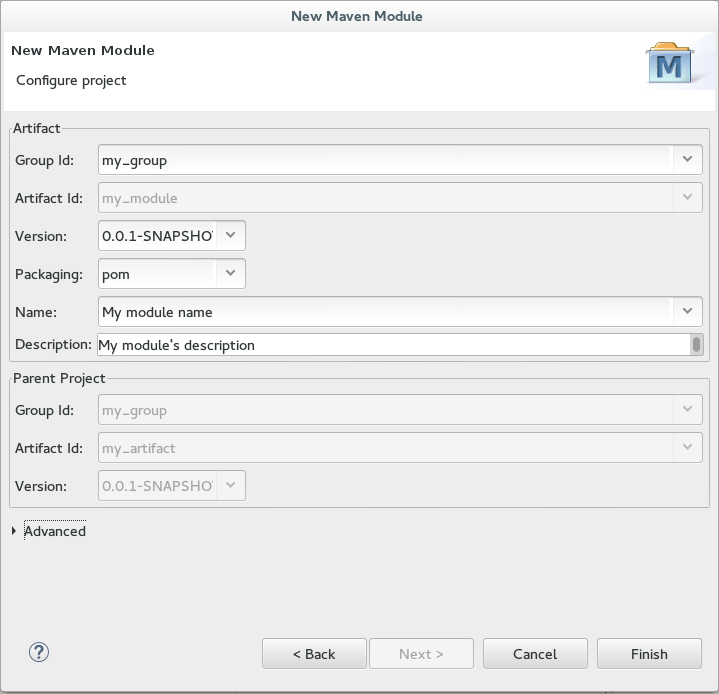 New Maven Module
New Maven Module
Configure project
M
Artifact
Group Id: my_group
Artifact Id: my_module
Version: 0.0.1-SNAPSHO
Packaging: pom
Name: My module name
Description: My module's description
Parent Project
Group Id: my_group
Artifact Id: my_artifact
Version: 0.0.1-SNAPSHO
Advanced
? < Back Next > Cancel Finish